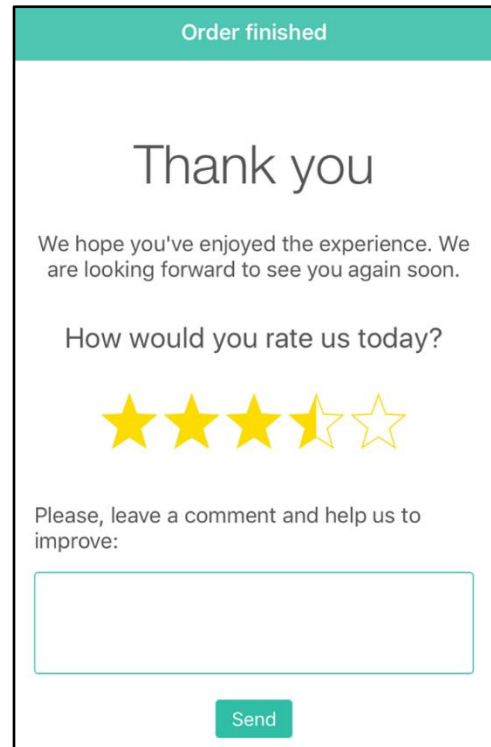 Order finished
Thank you
We hope you've enjoyed the experience. We
are looking forward to see you again soon.
How would you rate us today?
Please, leave a comment and help us to
improve:
Send